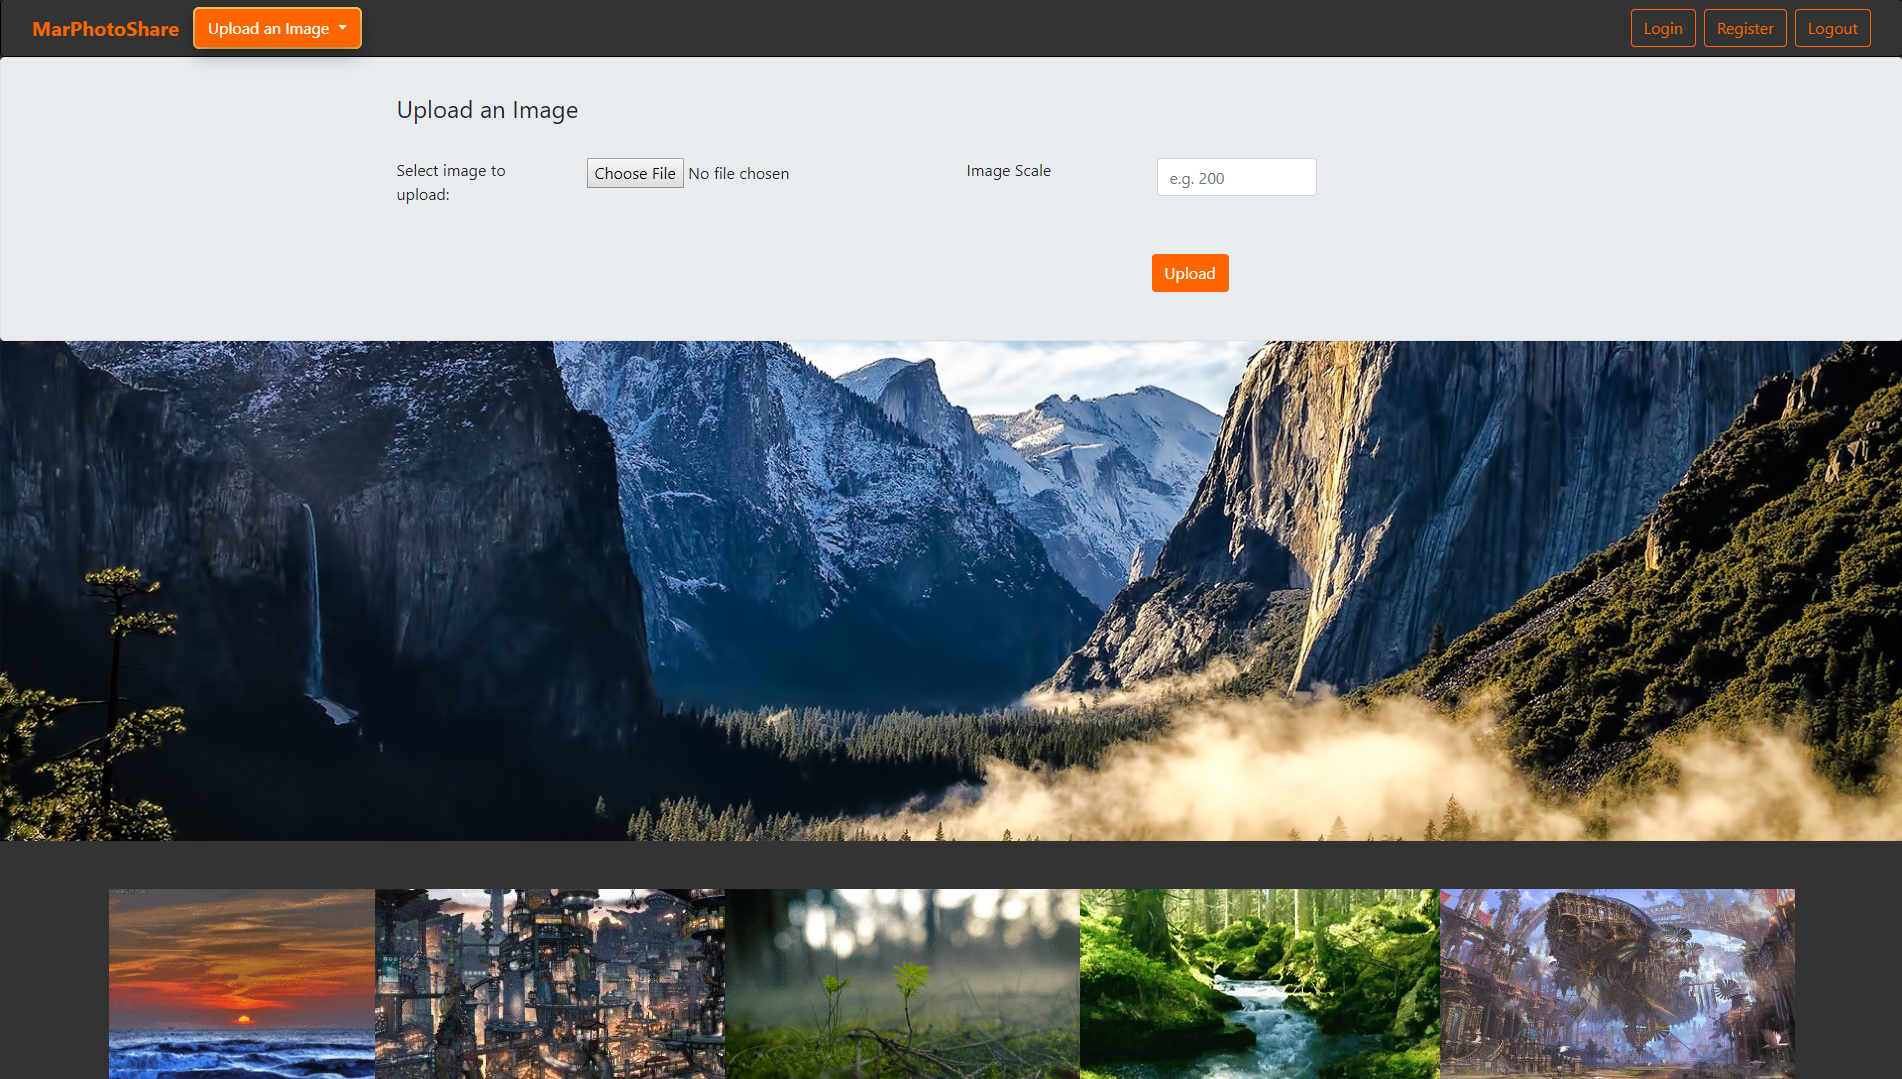 MarPhotoShare
Upload an Image
Login
Register
Logout
Upload an Image
Select image to
upload:
Choose File No file chosen
Image Scale
e.g. 200
Upload